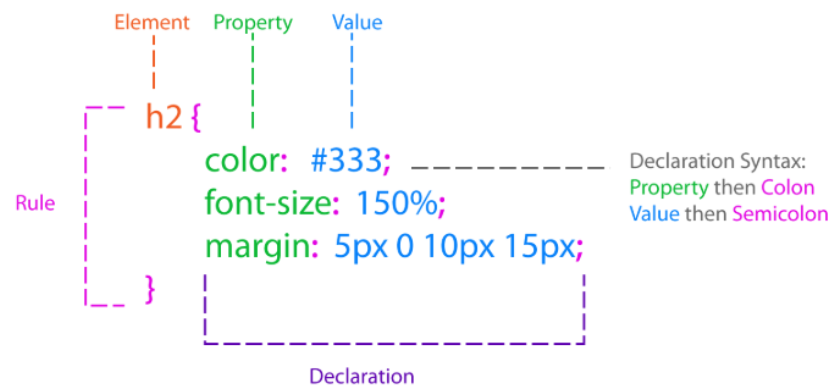 Element Property Value
h2 {
color: #333;
Declaration Syntax:
Property then Colon
Value then Semicolon
Rule
font-size: 150%;
margin: 5px 0 10px 15px;
}
Declaration